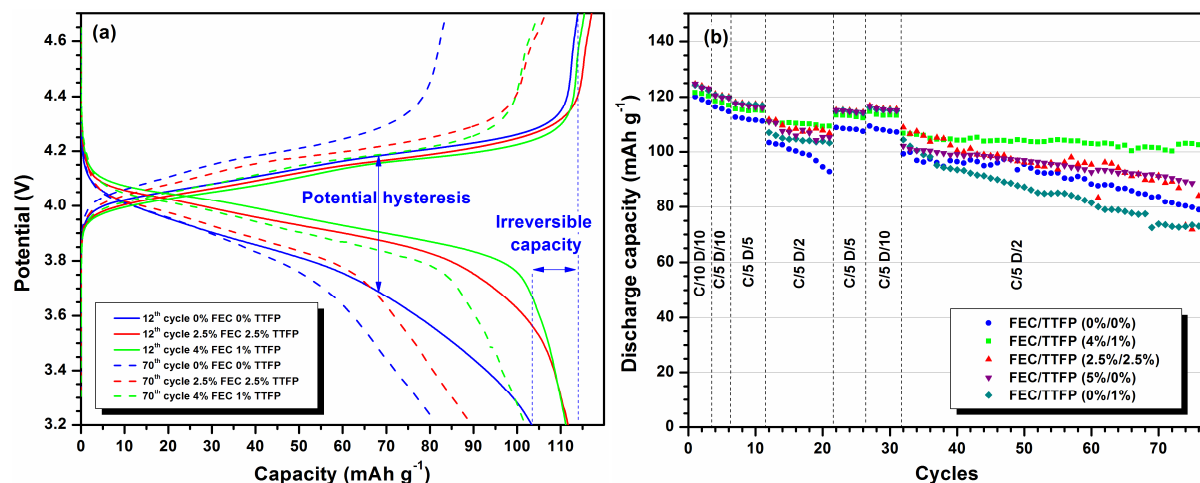 (a)
4.6
4.4
4.2
4.0
3.8
3.6
3.4
3.2
Potential (V)
Potential hysteresis
Irreversible
capacity
12th cycle 0% FEC 0% TTFP
12th cycle 2.5% FEC 2.5% TTFP
12th cycle 4% FEC 1% TTFP
70th cycle 0% FEC 0% TTFP
70th cycle 2.5% FEC 2.5% TTFP
70th cycle 4% FEC 1% TTFP
0 10 20 30 40 50 60 70 80 90 100 110
Capacity (mAh g-1)
(b)
140
120
100
80
60
40
20
0
Discharge capacity (mAh g-1)
C/10 D/10
C/5 D/10
C/5 D/5
C/5 D/2
C/5 D/5
C/5 D/10
C/5 D/2
FEC/TTFP (0%/0%)
FEC/TTFP (4%/1%)
FEC/TTFP (2.5%/2.5%)
FEC/TTFP (5%/0%)
FEC/TTFP (0%/1%)
0 10 20 30 40 50 60 70
Cycles